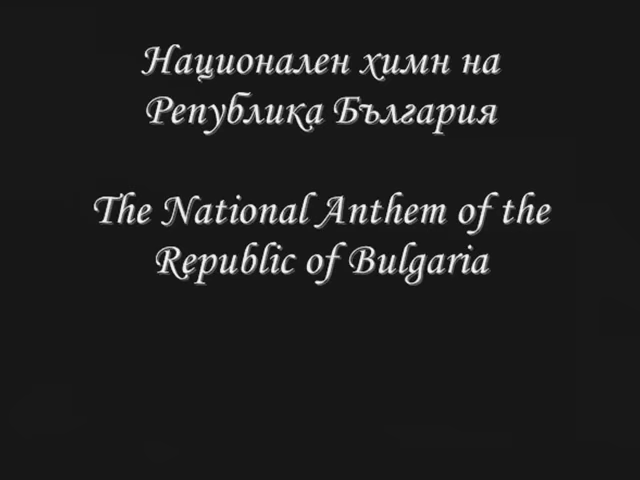 Национален химн на
Република България
The National Anthem of the
Republic of Bulgaria